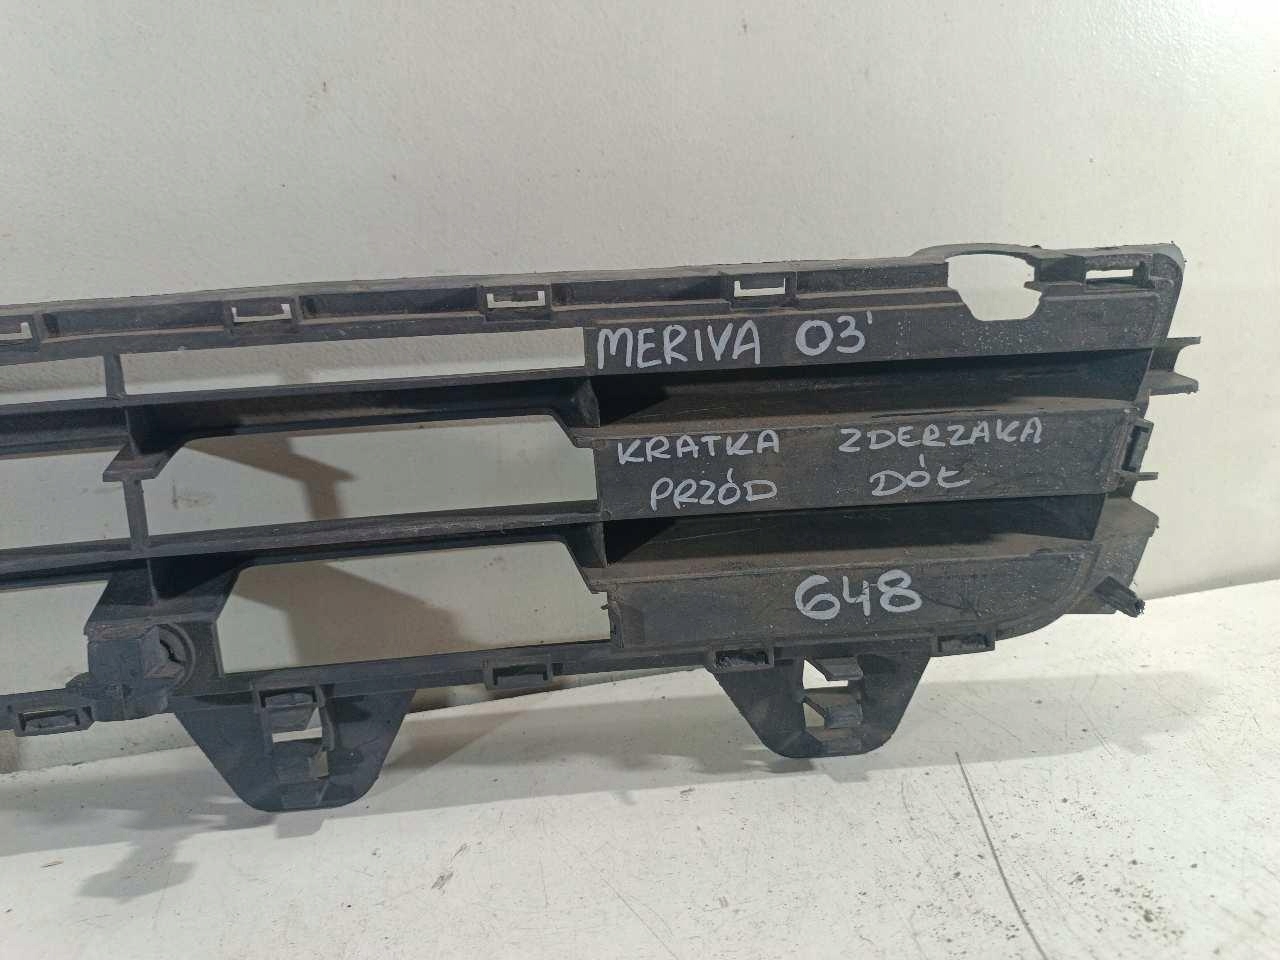 MERIVA 03'
KRATKA ZDERZAKA
PRZÓD DÓŁ
648